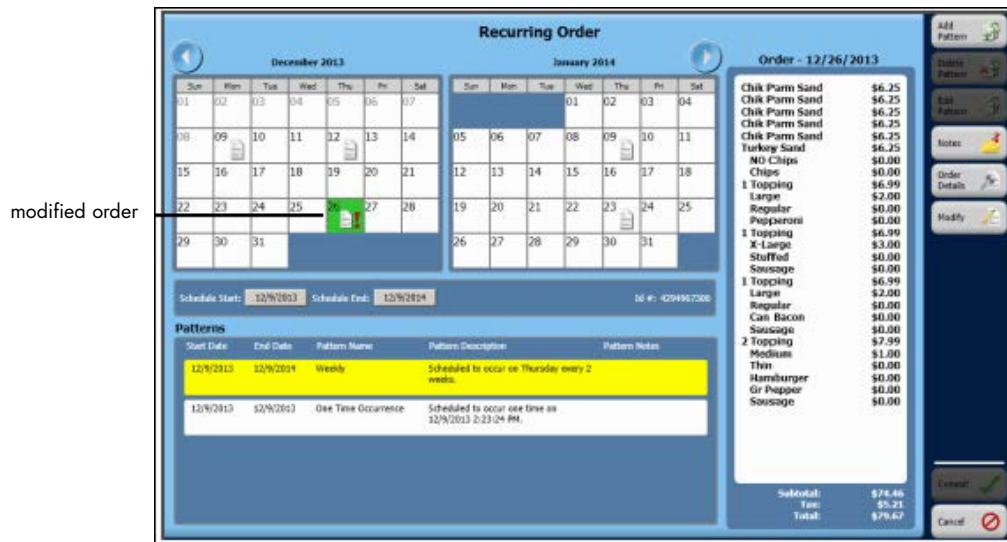 modified order
Recurring Order
December 2013
Sun Mon Tue Wed Thu Fri Sat
01 02 03 04 05 06 07
08 09 10 11 12 13 14
15 16 17 18 19 20 21
22 23 24 25 26 27 28
29 30 31
January 2014
Sun Mon Tue Wed Thu Fri Sat
01 02 03 04
05 06 07 08 09 10 11
12 13 14 15 16 17 18
19 20 21 22 23 24 25
26 27 28 29 30 31
Schedule Start: 12/9/2013 Schedule End: 12/9/2014 Id #: 4294967300
Patterns
Start Date End Date Pattern Name Pattern Description Pattern Notes
12/9/2013 12/9/2014 Weekly Scheduled to occur on Thursday every 2
weeks.
12/9/2013 12/9/2013 One Time Occurrence Scheduled to occur one time on
12/9/2013 2:23:24 PM.
Order - 12/26/2013
Chik Parm Sand $6.25
Chik Parm Sand $6.25
Chik Parm Sand $6.25
Chik Parm Sand $6.25
Chik Parm Sand $6.25
Turkey Sand $6.25
NO Chips $0.00
Chips $0.00
1 Topping $6.99
Large $2.00
Regular $0.00
Pepperoni $0.00
1 Topping $6.99
X-Large $3.00
Stuffed $0.00
Sausage $0.00
1 Topping $6.99
Large $2.00
Regular $0.00
Can Bacon $0.00
Sausage $0.00
2 Topping $7.99
Medium $1.00
Thin $0.00
Hamburger $0.00
Gr Pepper $0.00
Sausage $0.00
Subtotal: $74.46
Tax: $5.21
Total: $79.67
Add
Pattern
Delete
Pattern
Edit
Pattern
Notes
Order
Details
Modify
Commit
Cancel